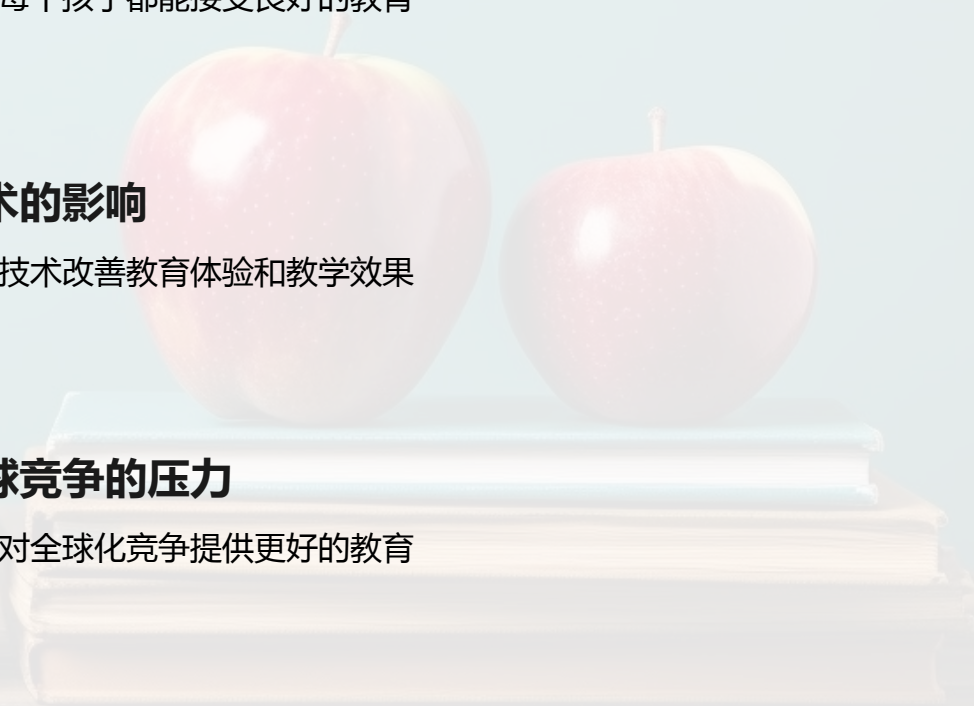 每个孩子都能接受良好的教育
术的影响
技术改善教育体验和教学效果
球竞争的压力
对全球化竞争提供更好的教育